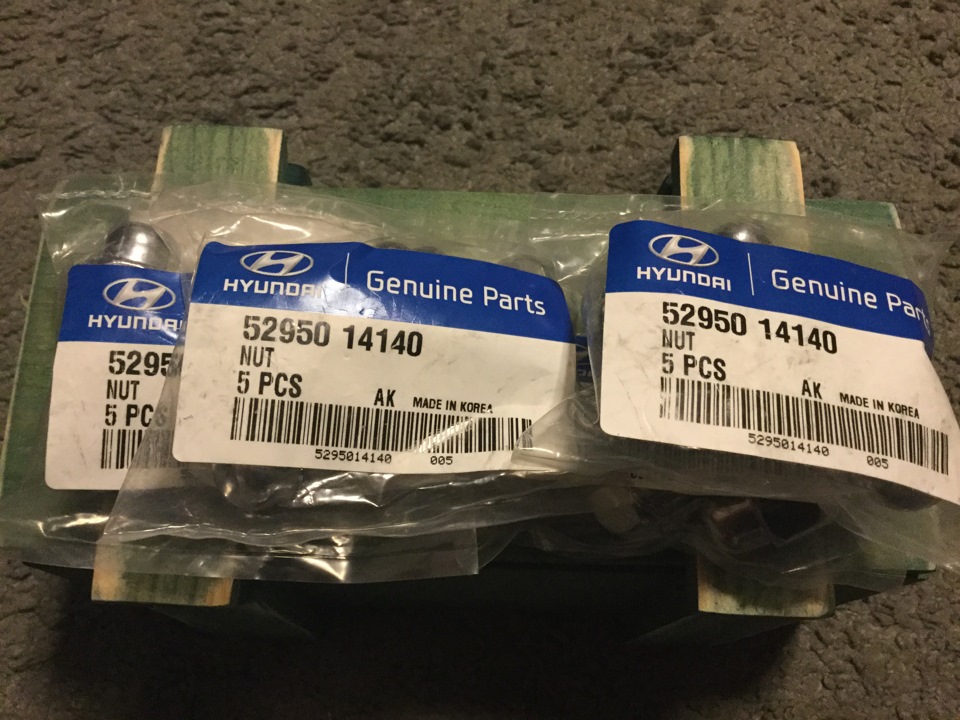 HYUNDAI
5295
NUT
5 PCS
HYUNDAI
Genuine Parts
52950 14140
NUT
5 PCS
AK MADE IN KOREA
5295014140 005
HYUNDAI
Genuine Parts
52950 14140
NUT
5 PCS
AK MADE IN KOREA
5295014140 005